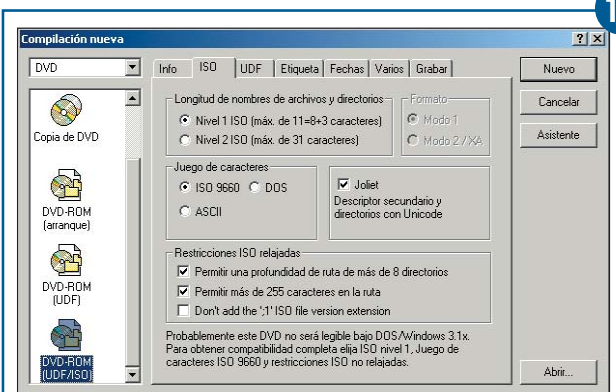 1
Compilación nueva
DVD
Info ISO UDF Etiqueta Fechas Varios Grabar
Nuevo
Cancelar
Asistente
Copia de DVD
DVD-ROM
(arranque)
DVD-ROM
(UDF)
DVD-ROM
(UDF/ISO)
Longitud de nombres de archivos y directorios
Nivel 1 ISO (máx. de 11=8+3 caracteres)
Nivel 2 ISO (máx. de 31 caracteres)
Formato
Modo 1
Modo 2 / XA
Juego de caracteres
ISO 9660 DOS
ASCII
Joliet
Descriptor secundario y
directorios con Unicode
Restricciones ISO relajadas
Permitir una profundidad de ruta de más de 8 directorios
Permitir más de 255 caracteres en la ruta
Don't add the ';1' ISO file version extension
Probablemente este DVD no será legible bajo DOS/Windows 3.1x.
Para obtener compatibilidad completa elija ISO nivel 1, Juego de
caracteres ISO 9660 y restricciones ISO no relajadas.
Abrir...